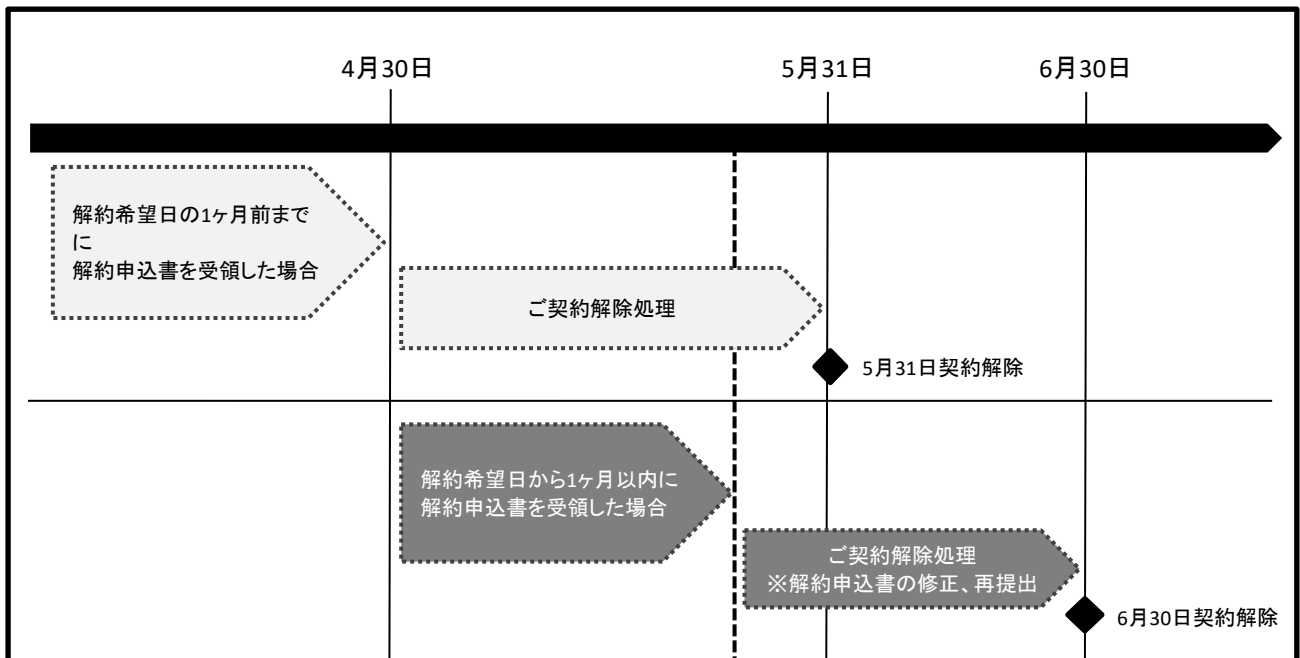 4月30日
5月31日
6月30日
解約希望日の1ヶ月前まで
に
解約申込書を受領した場合
ご契約解除処理
5月31日契約解除
解約希望日から1ヶ月以内に
解約申込書を受領した場合
ご契約解除処理
※解約申込書の修正、再提出
6月30日契約解除